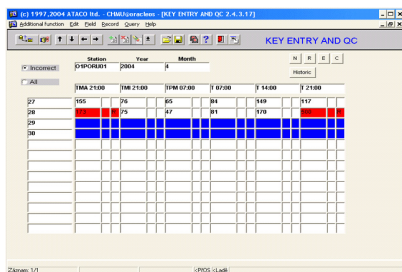 (c) 1997,2004 ATACO ltd. - CHMU@oracleos - [KEY ENTRY AND QC 2.4.3.17]
Additional function Edit Field Record Query Help
KEY ENTRY AND QC
Station Year Month
O1PORU01 2004 4
N R E C
Historic
Incorrect
All
TMA 21:00 TMI 21:00 TPM 07:00 T 07:00 T 14:00 T 21:00
27 155 76 65 84 149 117
28 75 47 81 170
29
30
Záznam: 1/1 <P/OS <Ladě